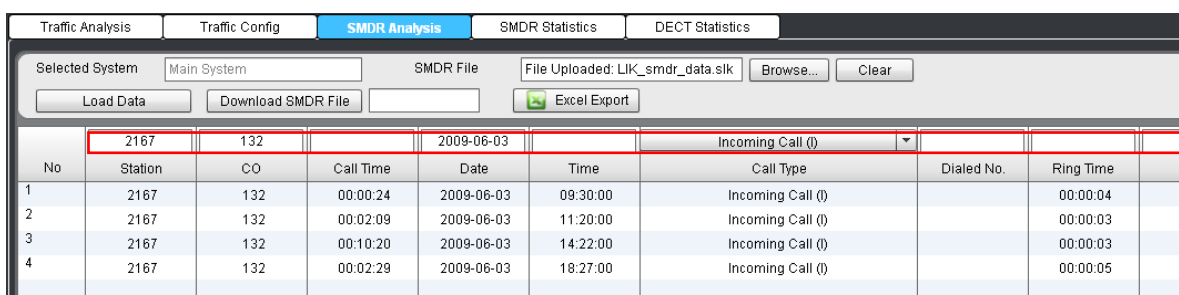 Traffic Analysis Traffic Config SMDR Analysis SMDR Statistics DECT Statistics
Selected System Main System SMDR File File Uploaded: LIK_smdr_data.slk Browse... Clear
Load Data Download SMDR File Excel Export
2167 132 2009-06-03 Incoming Call (I)
No Station CO Call Time Date Time Call Type Dialed No. Ring Time
1 2167 132 00:00:24 2009-06-03 09:30:00 Incoming Call (I) 00:00:04
2 2167 132 00:02:09 2009-06-03 11:20:00 Incoming Call (I) 00:00:03
3 2167 132 00:10:20 2009-06-03 14:22:00 Incoming Call (I) 00:00:03
4 2167 132 00:02:29 2009-06-03 18:27:00 Incoming Call (I) 00:00:05